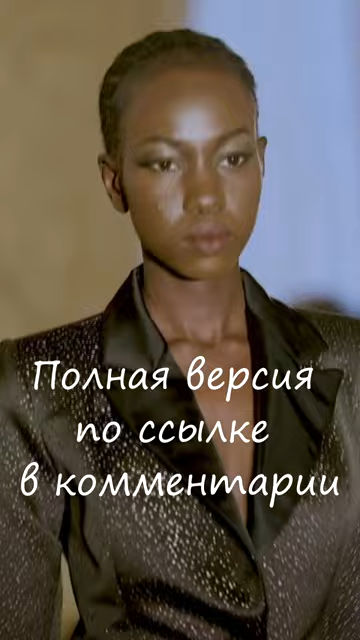 Полная версия
по ссылке
в комментарии